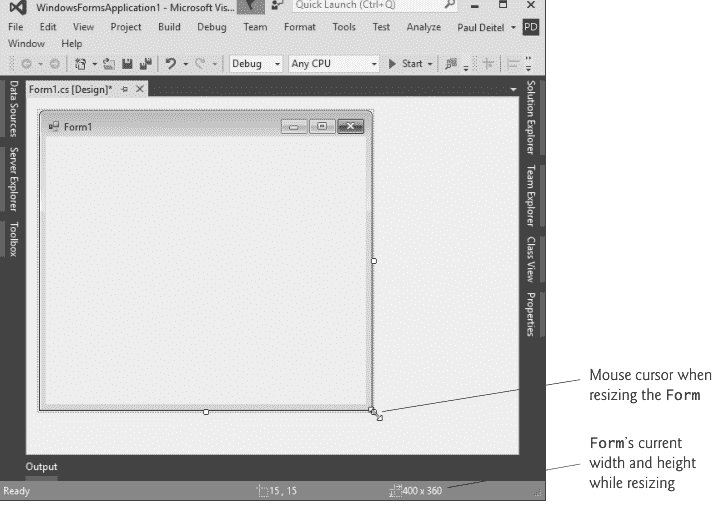 WindowsFormsApplication1 - Microsoft Vis...
Quick Launch (Ctrl+Q)
File Edit View Project Build Debug Team Format Tools Test Analyze Paul Deitel PD
Window Help
Debug Any CPU Start
Form1.cs [Design]*
Data Sources
Server Explorer
Toolbox
Form1
Solution Explorer
Team Explorer
Class View
Properties
Mouse cursor when
resizing the Form
Form's current
width and height
while resizing
Output
Ready 15, 15 400 x 360